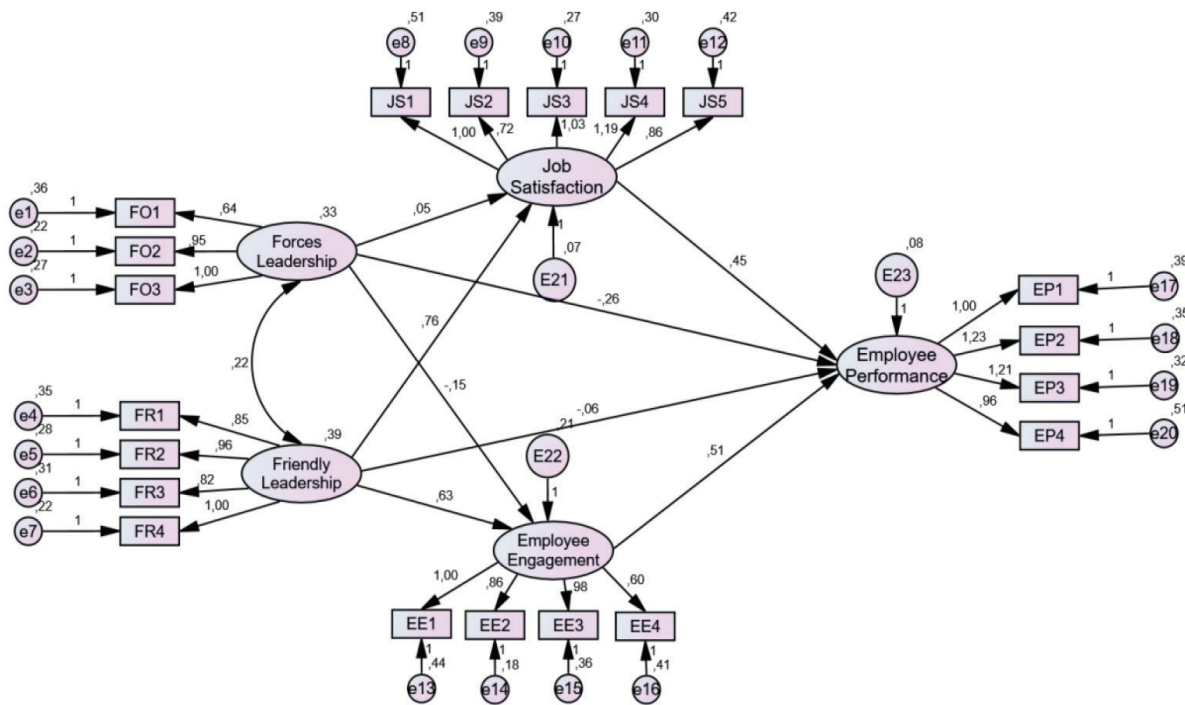 ,51
,39
,27
,30
,42
e8
e9
e10
e11
e12
1
1
1
1
1
JS1
JS2
JS3
JS4
JS5
1,00
,72
1,03
1,19
,86
Job
Satisfaction
,36
e1
1
FO1
,64
,22
e2
1
FO2
,95
,27
e3
1
FO3
1,00
,33
Forces
Leadership
,05
1
,07
E21
,45
-,26
,76
-,15
,22
,08
E23
1
Employee
Performance
1,00
EP1
1
,39
e17
1,23
EP2
1
,35
e18
1,21
EP3
1
,32
e19
,96
EP4
1
,51
e20
,35
e4
1
FR1
,85
,28
e5
1
FR2
,96
,31
e6
1
FR3
,82
,22
e7
1
FR4
1,00
,39
Friendly
Leadership
-,06
,21
E22
1
,63
,51
Employee
Engagement
1,00
,86
,98
,60
EE1
EE2
EE3
EE4
1
1
1
1
,44
,18
,36
,41
e13
e14
e15
e16